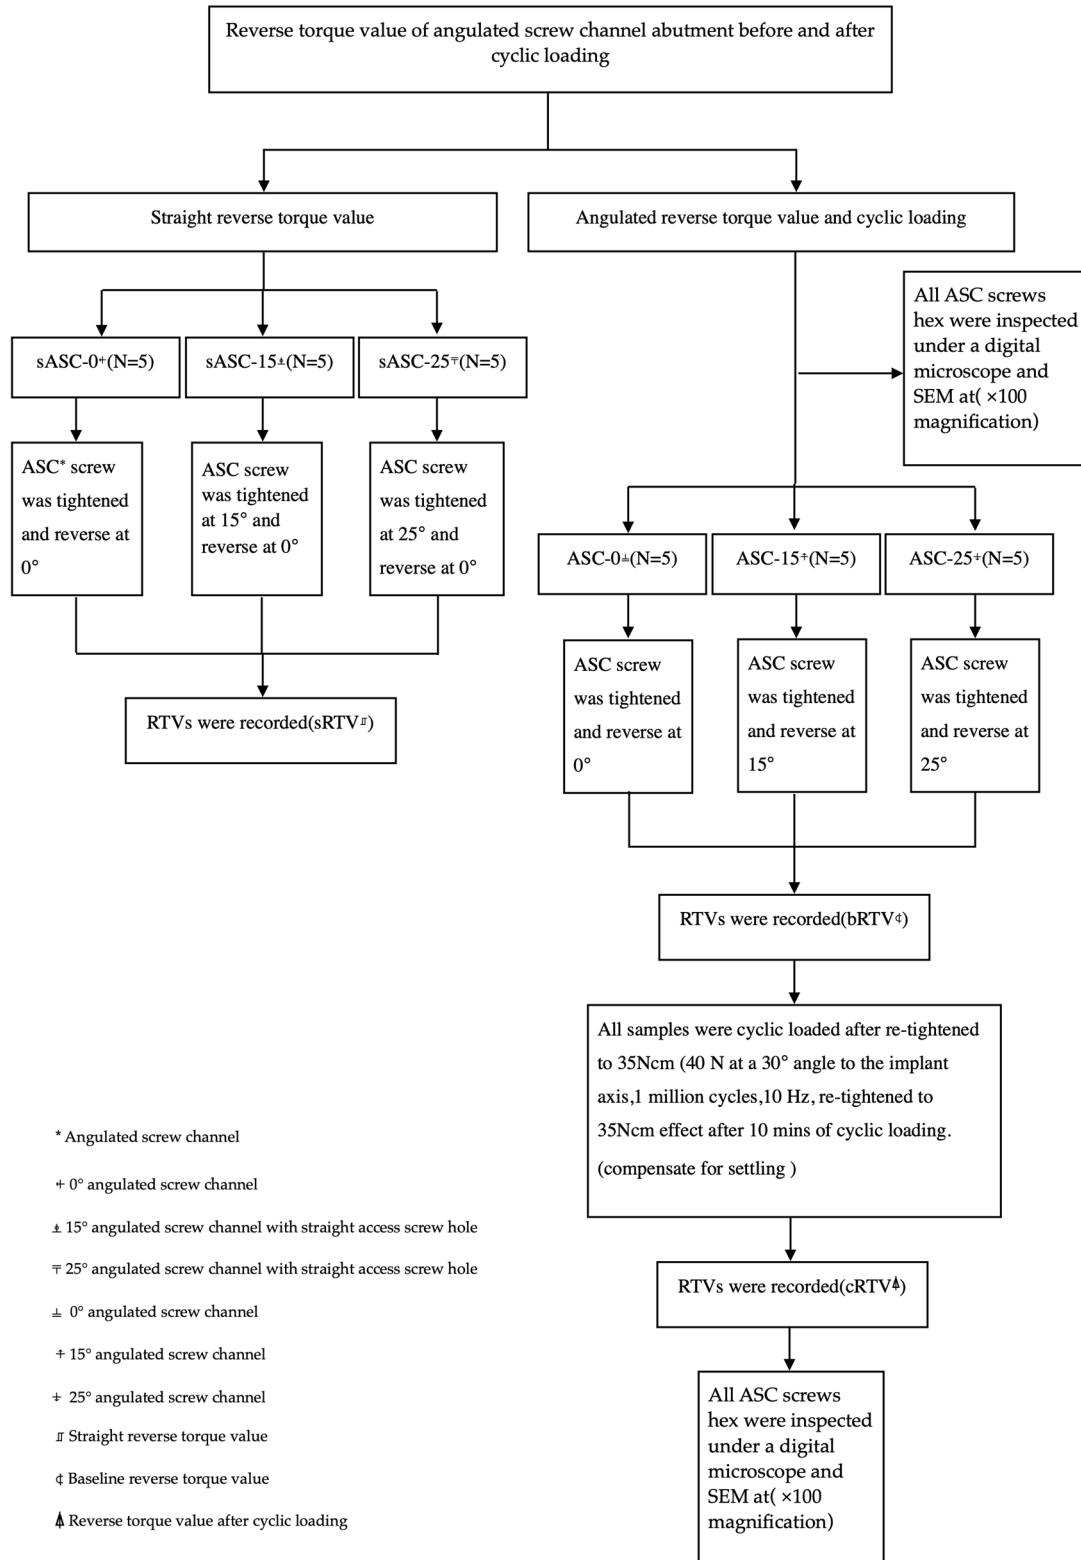 Reverse torque value of angulated screw channel abutment before and after
cyclic loading
Straight reverse torque value
Angulated reverse torque value and cyclic loading
All ASC screws
hex were inspected
under a digital
microscope and
SEM at( ×100
magnification)
sASC-0⫩(N=5)
sASC-15⍎(N=5)
sASC-25⫧(N=5)
ASC* screw
was tightened
and reverse at
0°
ASC screw
was tightened
at 15° and
reverse at 0°
ASC screw
was tightened
at 25° and
reverse at 0°
RTVs were recorded(sRTV⎎)
ASC-0⫨(N=5)
ASC-15∔(N=5)
ASC-25⨥(N=5)
ASC screw
was tightened
and reverse at
0°
ASC screw
was tightened
and reverse at
15°
ASC screw
was tightened
and reverse at
25°
RTVs were recorded(bRTV¢)
All samples were cyclic loaded after re-tightened
to 35Ncm (40 N at a 30° angle to the implant
axis,1 million cycles,10 Hz, re-tightened to
35Ncm effect after 10 mins of cyclic loading.
(compensate for settling )
RTVs were recorded(cRTV⍋)
All ASC screws
hex were inspected
under a digital
microscope and
SEM at( ×100
magnification)
* Angulated screw channel
0° angulated screw channel
15° angulated screw channel with straight access screw hole
25° angulated screw channel with straight access screw hole
0° angulated screw channel
15° angulated screw channel
25° angulated screw channel
⎎ Straight reverse torque value
¢ Baseline reverse torque value
⍋ Reverse torque value after cyclic loading